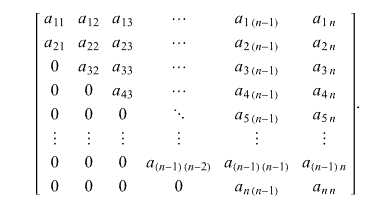 a₁₁ a₁₂ a₁₃ ⋯ a₁₍ₙ₋₁₎ a₁ₙ
a₂₁ a₂₂ a₂₃ ⋯ a₂₍ₙ₋₁₎ a₂ₙ
0 a₃₂ a₃₃ ⋯ a₃₍ₙ₋₁₎ a₃ₙ
0 0 a₄₃ ⋯ a₄₍ₙ₋₁₎ a₄ₙ
0 0 0 ⋱ a₅₍ₙ₋₁₎ a₅ₙ
⋮ ⋮ ⋮ ⋮ ⋮ ⋮
0 0 0 a₍ₙ₋₁₎₍ₙ₋₂₎ a₍ₙ₋₁₎₍ₙ₋₁₎ a₍ₙ₋₁₎ₙ
0 0 0 0 aₙ₍ₙ₋₁₎ aₙₙ .